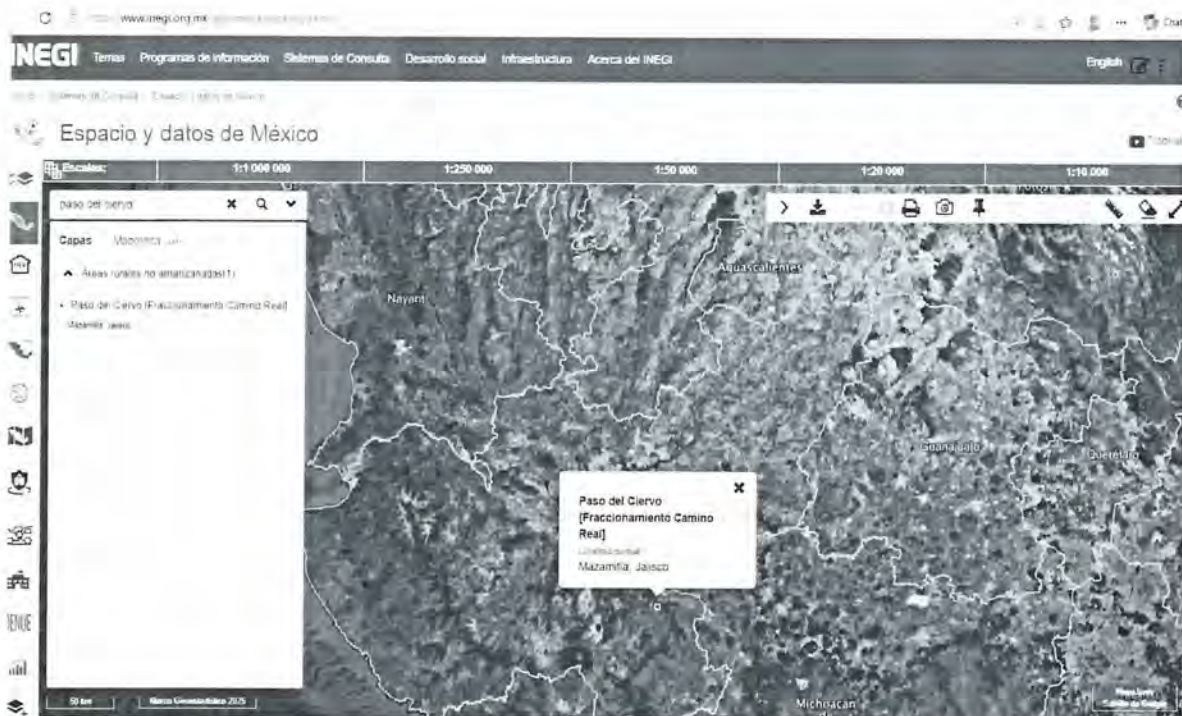 www.inegi.org.mx
Chat
INEGI Temas Programas de información Sistemas de Consulta Desarrollo social Infraestructura Acerca del INEGI English
Espacio y datos de México
Escalas: 1:1 000 000 1:250 000 1:50 000 1:20 000 1:10 000
paso del ciervo
Capas
Áreas rurales no amanzanadas(1)
Paso del Ciervo [Fraccionamiento Camino Real]
Mazamitla, Jalisco
Nayarit
Aguascalientes
Guanajuato
Querétaro
Paso del Ciervo
[Fraccionamiento Camino
Real]
Mazamitla, Jalisco
Michoacán
50 km
Marco Geoestadístico 2025